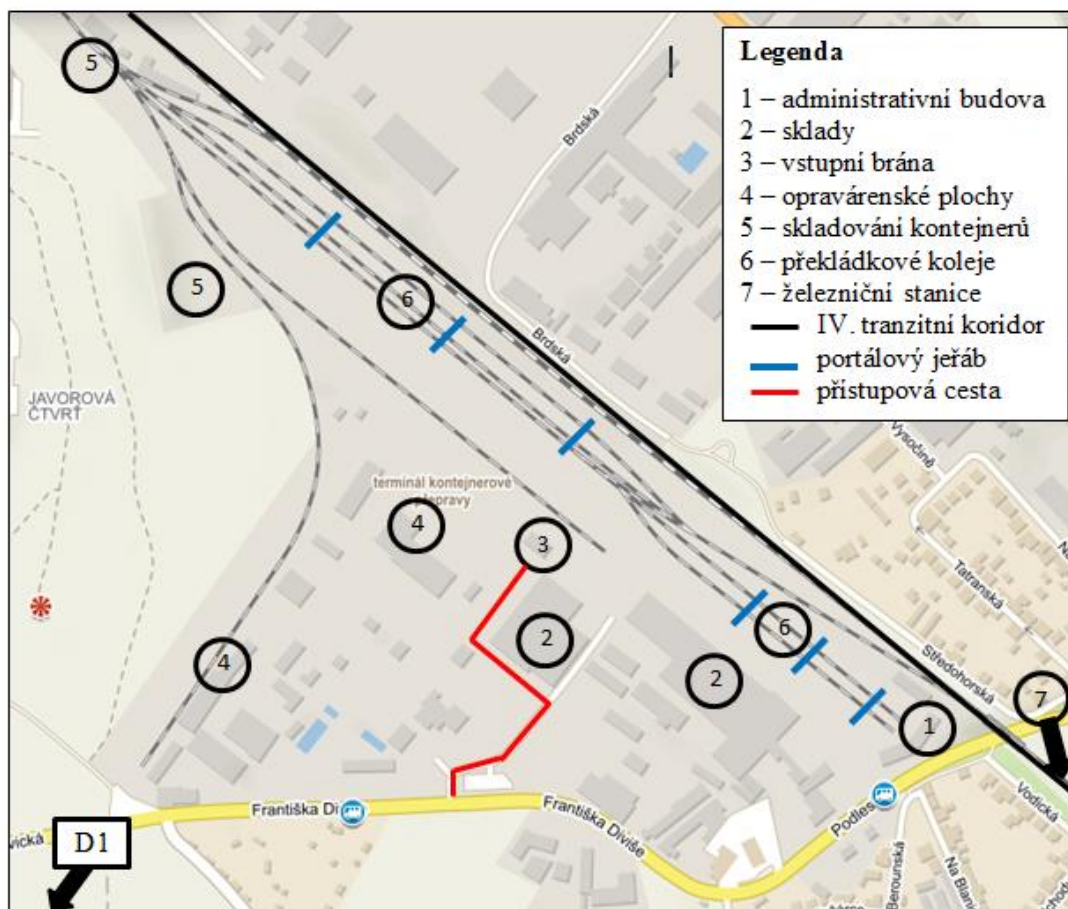 Legenda
1 – administrativní budova
2 – sklady
3 – vstupní brána
4 – opravárenské plochy
5 – skladování kontejnerů
6 – překládkové koleje
7 – železniční stanice
IV. tranzitní koridor
portálový jeřáb
přístupová cesta
5
Brdská
5
6
Brdská
JAVOROVÁ
ČTVRŤ
Vysočině
terminál kontejnerové
přepravy
4
3
Tatranská
2
6
4
2
Středohorská
7
1
Františka Di
Františka Diviše
Podles
Vodická
vická
D1
Berounská
Na Blani